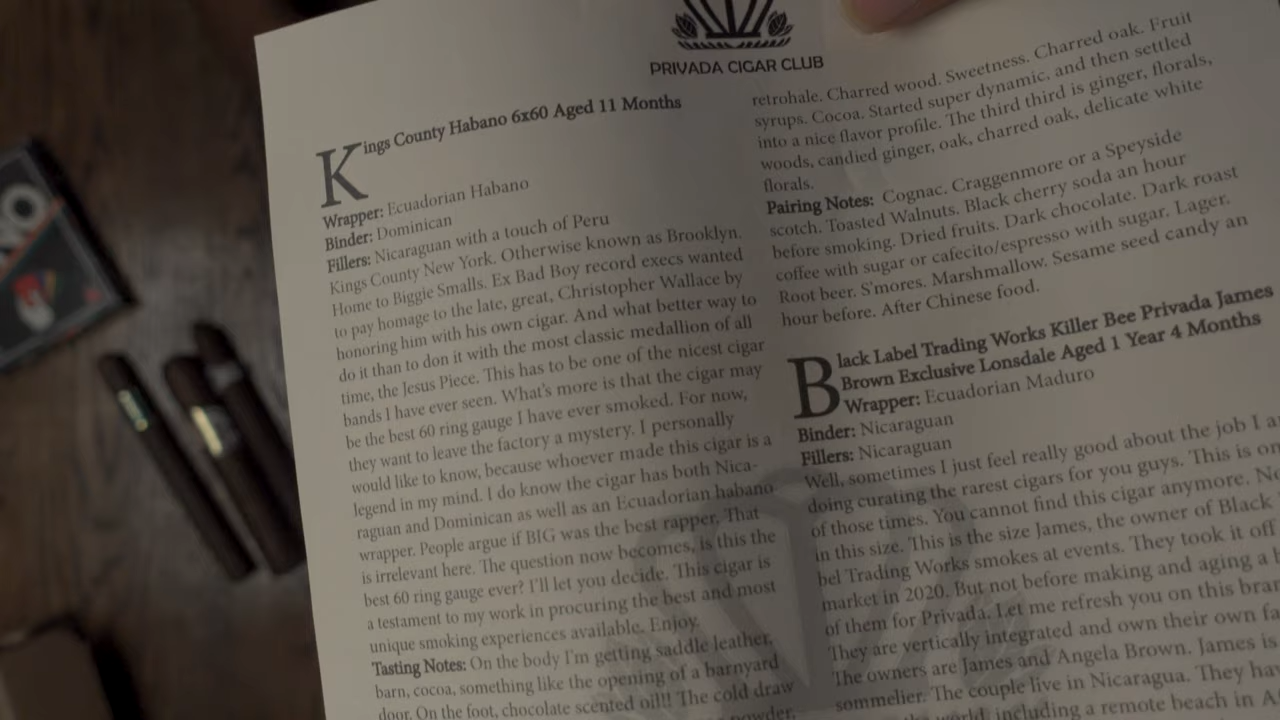 PRIVADA CIGAR CLUB
Kings County Habano 6x60 Aged 11 Months
Wrapper: Ecuadorian Habano
Binder: Dominican
Fillers: Nicaraguan with a touch of Peru
Kings County New York. Otherwise known as Brooklyn.
Home to Biggie Smalls. Ex Bad Boy record execs wanted
to pay homage to the late, great, Christopher Wallace by
honoring him with his own cigar. And what better way to
do it than to don it with the most classic medallion of all
time, the Jesus Piece. This has to be one of the nicest cigar
bands I have ever seen. What's more is that the cigar may
be the best 60 ring gauge I have ever smoked. For now,
they want to leave the factory a mystery. I personally
would like to know, because whoever made this cigar is a
legend in my mind. I do know the cigar has both Nica-
raguan and Dominican as well as an Ecuadorian habano
wrapper. People argue if BIG was the best rapper. That
is irrelevant here. The question now becomes, is this the
best 60 ring gauge ever? I'll let you decide. This cigar is
a testament to my work in procuring the best and most
unique smoking experiences available. Enjoy.
Tasting Notes: On the body I'm getting saddle leather,
barn, cocoa, something like the opening of a barnyard
door. On the foot, chocolate scented oil!! The cold draw
powder,
retrohale. Charred wood. Sweetness. Charred oak. Fruit
syrups. Cocoa. Started super dynamic, and then settled
into a nice flavor profile. The third third is ginger, florals,
woods, candied ginger, oak, charred oak, delicate white
florals.
Pairing Notes: Cognac. Craggenmore or a Speyside
scotch. Toasted Walnuts. Black cherry soda an hour
before smoking. Dried fruits. Dark chocolate. Dark roast
coffee with sugar or cafecito/espresso with sugar. Lager.
Root beer. S'mores. Marshmallow. Sesame seed candy an
hour before. After Chinese food.
Black Label Trading Works Killer Bee Privada James
Brown Exclusive Lonsdale Aged 1 Year 4 Months
Wrapper: Ecuadorian Maduro
Binder: Nicaraguan
Fillers: Nicaraguan
Well, sometimes I just feel really good about the job I a
doing curating the rarest cigars for you guys. This is on
of those times. You cannot find this cigar anymore. No
in this size. This is the size James, the owner of Black
bel Trading Works smokes at events. They took it off
market in 2020. But not before making and aging a
of them for Privada. Let me refresh you on this bran
They are vertically integrated and own their own fa
The owners are James and Angela Brown. James is
sommelier. The couple live in Nicaragua. They ha
world, including a remote beach in A